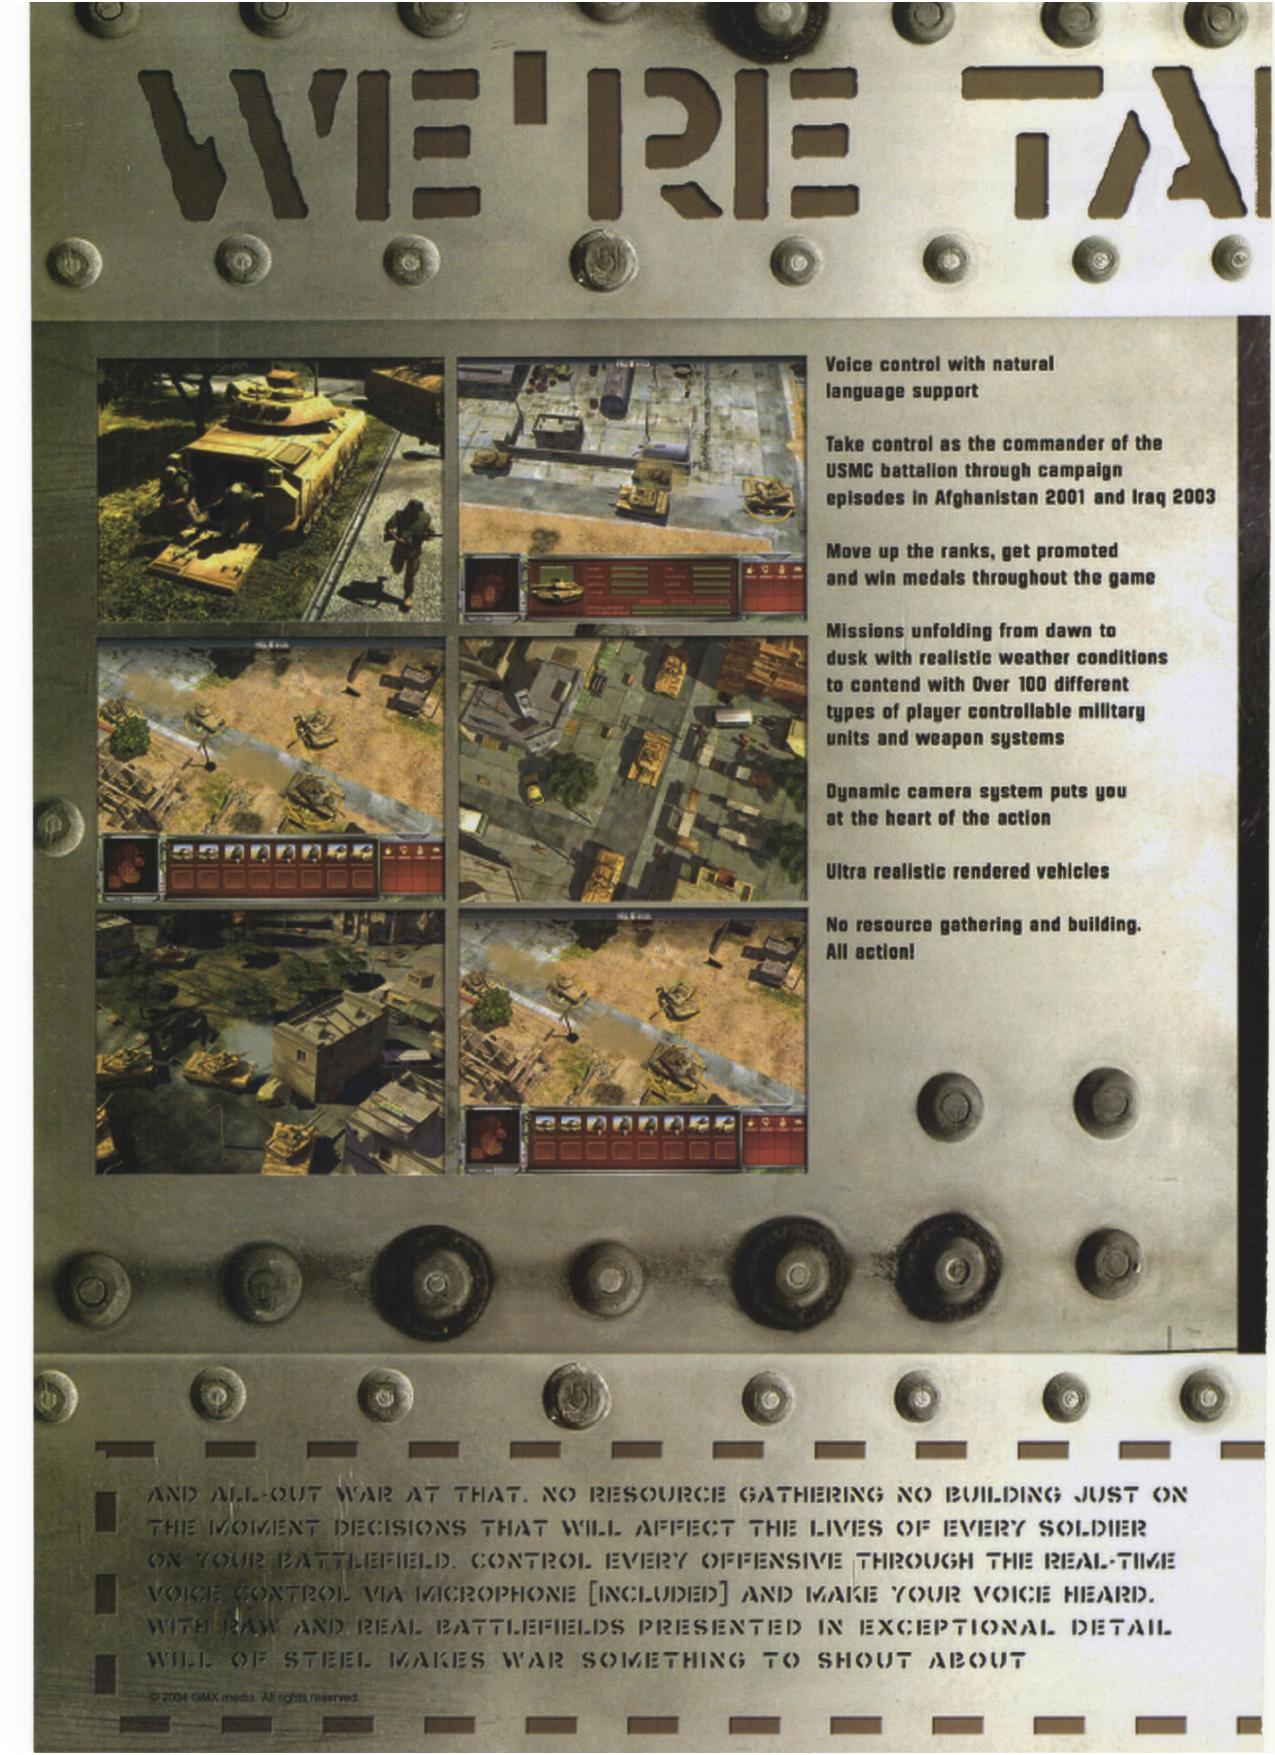 WE'RE TA
Voice control with natural
language support
Take control as the commander of the
USMC battalion through campaign
episodes in Afghanistan 2001 and Iraq 2003
Move up the ranks, get promoted
and win medals throughout the game
Missions unfolding from dawn to
dusk with realistic weather conditions
to contend with Over 100 different
types of player controllable military
units and weapon systems
Dynamic camera system puts you
at the heart of the action
Ultra realistic rendered vehicles
No resource gathering and building.
All action!
AND ALL-OUT WAR AT THAT. NO RESOURCE GATHERING NO BUILDING JUST ON
THE MOMENT DECISIONS THAT WILL AFFECT THE LIVES OF EVERY SOLDIER
ON YOUR BATTLEFIELD. CONTROL EVERY OFFENSIVE THROUGH THE REAL-TIME
VOICE CONTROL VIA MICROPHONE [INCLUDED] AND MAKE YOUR VOICE HEARD.
WITH RAW AND REAL BATTLEFIELDS PRESENTED IN EXCEPTIONAL DETAIL
WILL OF STEEL MAKES WAR SOMETHING TO SHOUT ABOUT
© 2004 GMX media. All rights reserved.